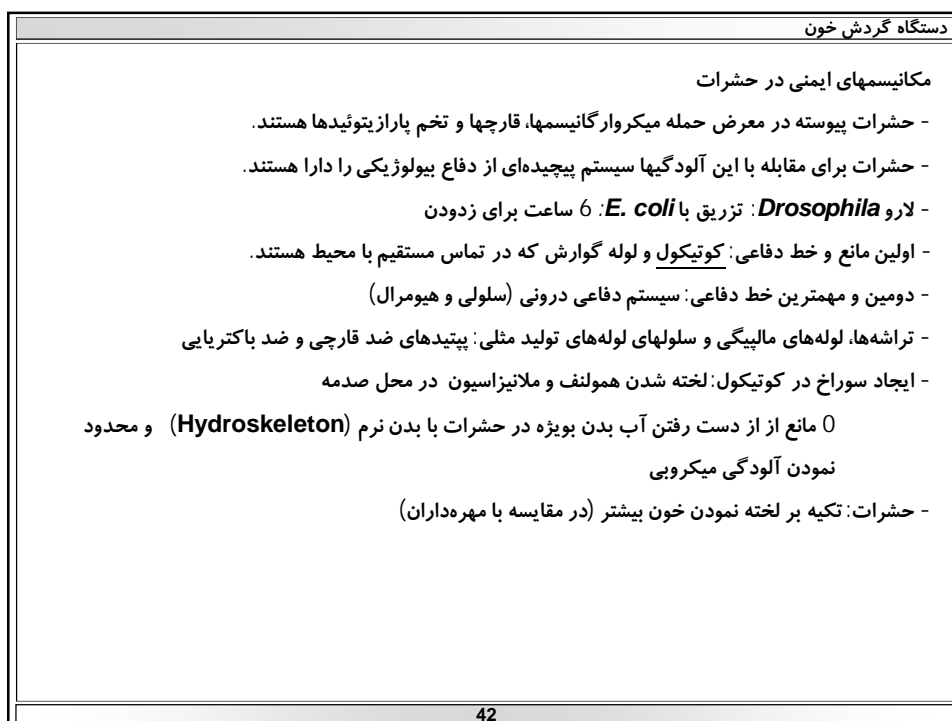 دستگاه گردش خون
مکانیسمهای ایمنی در حشرات
- حشرات پیوسته در معرض حمله میکروارگانیسمها، قارچها و تخم پارازیتوئیدها هستند.
- حشرات برای مقابله با این آلودگیها سیستم پیچیده‌ای از دفاع بیولوژیکی را دارا هستند.
- لارو Drosophila: تزریق با E. coli: 6 ساعت برای زدودن
- اولین مانع و خط دفاعی: کوتیکول و لوله گوارش که در تماس مستقیم با محیط هستند.
- دومین و مهمترین خط دفاعی: سیستم دفاعی درونی (سلولی و هیومرال)
- تراشه‌ها، لوله‌های مالپیگی و سلولهای لوله‌های تولید مثلی: پپتیدهای ضد قارچی و ضد باکتریایی
- ایجاد سوراخ در کوتیکول: لخته شدن همولنف و ملانیزاسیون در محل صدمه
0 مانع از از دست رفتن آب بدن بویژه در حشرات با بدن نرم (Hydroskeleton) و محدود
نمودن آلودگی میکروبی
- حشرات: تکیه بر لخته نمودن خون بیشتر (در مقایسه با مهره‌داران)
42